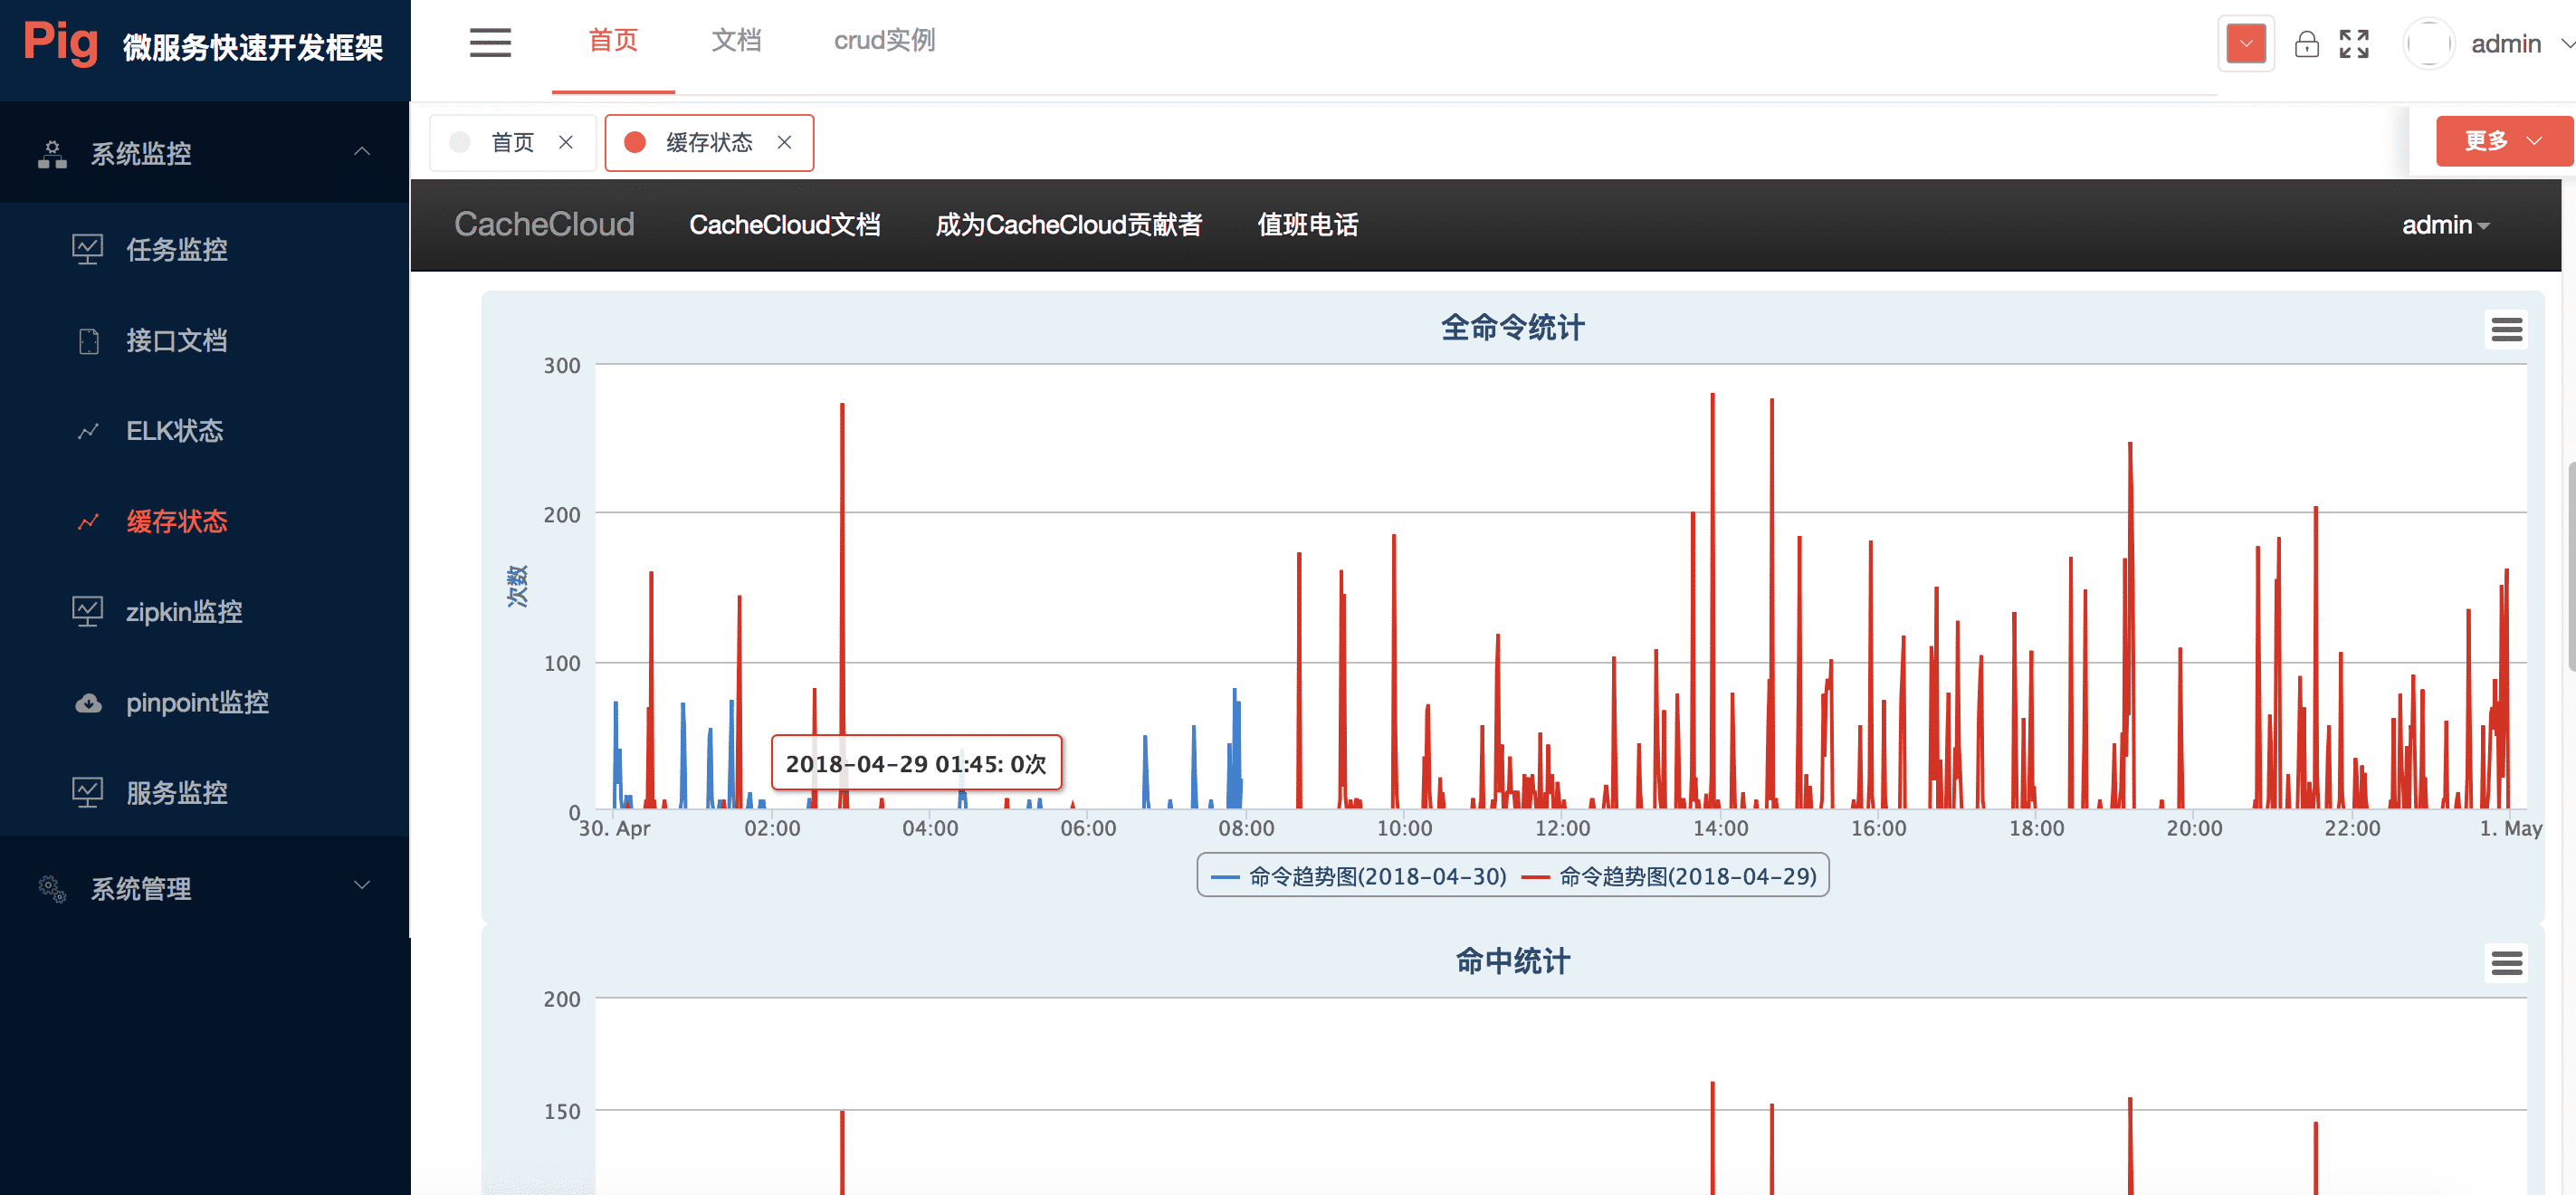 Pig 微服务快速开发框架
首页 文档 crud实例
admin
系统监控
任务监控
接口文档
ELK状态
缓存状态
zipkin监控
pinpoint监控
服务监控
系统管理
首页 缓存状态
更多
CacheCloud CacheCloud文档 成为CacheCloud贡献者 值班电话 admin
全命令统计
次数
300
200
100
0
2018-04-29 01:45: 0次
30. Apr 02:00 04:00 06:00 08:00 10:00 12:00 14:00 16:00 18:00 20:00 22:00 1. May
命令趋势图(2018-04-30) 命令趋势图(2018-04-29)
命中统计
200
150